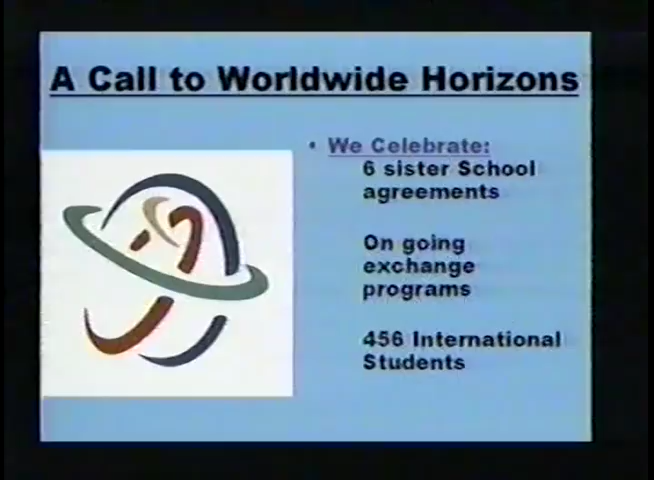 A Call to Worldwide Horizons
• We Celebrate:
6 sister School
agreements
On going
exchange
programs
456 International
Students